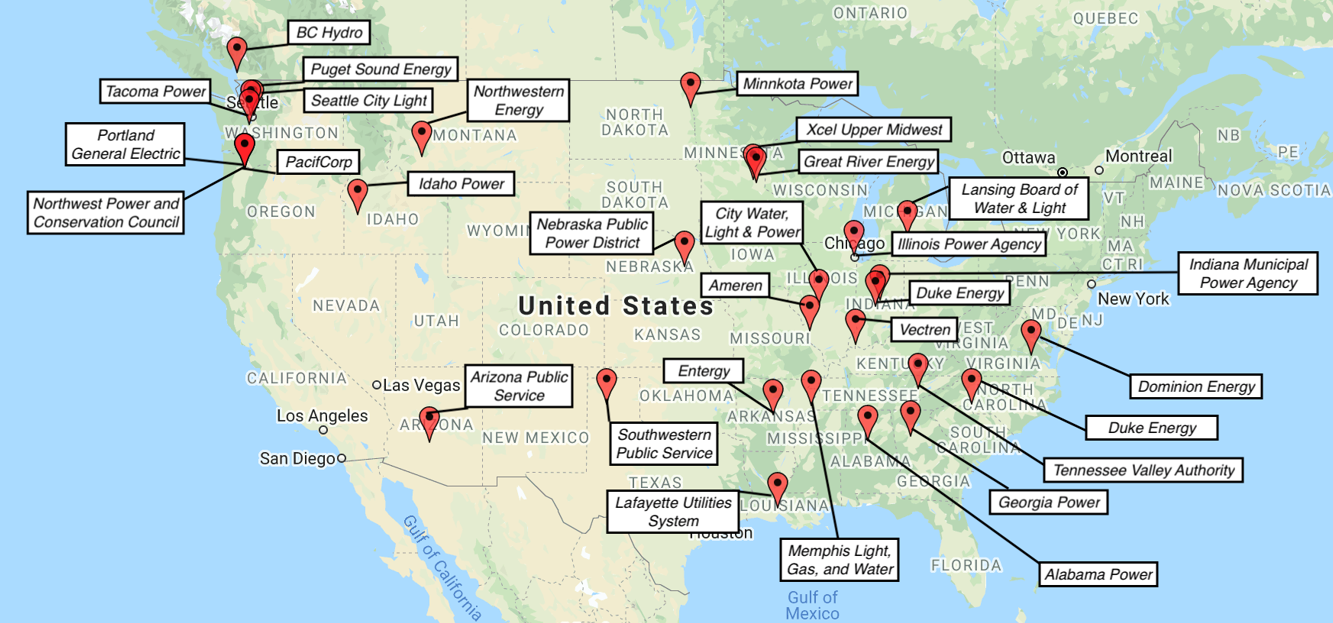 ONTARIO
QUEBEC
BC Hydro
Puget Sound Energy
Tacoma Power
Seattle City Light
Seattle
Northwestern
Energy
Minnkota Power
WASHINGTON
MONTANA
NORTH
DAKOTA
Portland
General Electric
PacifCorp
Xcel Upper Midwest
MINNESOTA
Great River Energy
Ottawa
Montreal
NB
PE
MAINE
NOVA SCOTIA
Idaho Power
Northwest Power and
Conservation Council
OREGON
IDAHO
SOUTH
DAKOTA
WISCONSIN
MICHIGAN
Lansing Board of
Water & Light
VT
NH
NEW YORK
MA
CT RI
WYOMING
Nebraska Public
Power District
City Water,
Light & Power
Chicago
Illinois Power Agency
IOWA
NEBRASKA
ILLINOIS
Indiana Municipal
Power Agency
PENN
Ameren
INDIANA
Duke Energy
New York
NEVADA
United States
UTAH
COLORADO
KANSAS
MISSOURI
Vectren
WEST
VIRGINIA
MD
DE
NJ
KENTUCKY
VIRGINIA
CALIFORNIA
Las Vegas
Arizona Public
Service
Entergy
OKLAHOMA
TENNESSEE
NORTH
CAROLINA
Dominion Energy
Los Angeles
ARIZONA
NEW MEXICO
ARKANSAS
Duke Energy
San Diego
Southwestern
Public Service
MISSISSIPPI
SOUTH
CAROLINA
ALABAMA
Tennessee Valley Authority
TEXAS
GEORGIA
Georgia Power
Lafayette Utilities
System
LOUISIANA
Houston
Gulf of California
Memphis Light,
Gas, and Water
FLORIDA
Alabama Power
Gulf of
Mexico